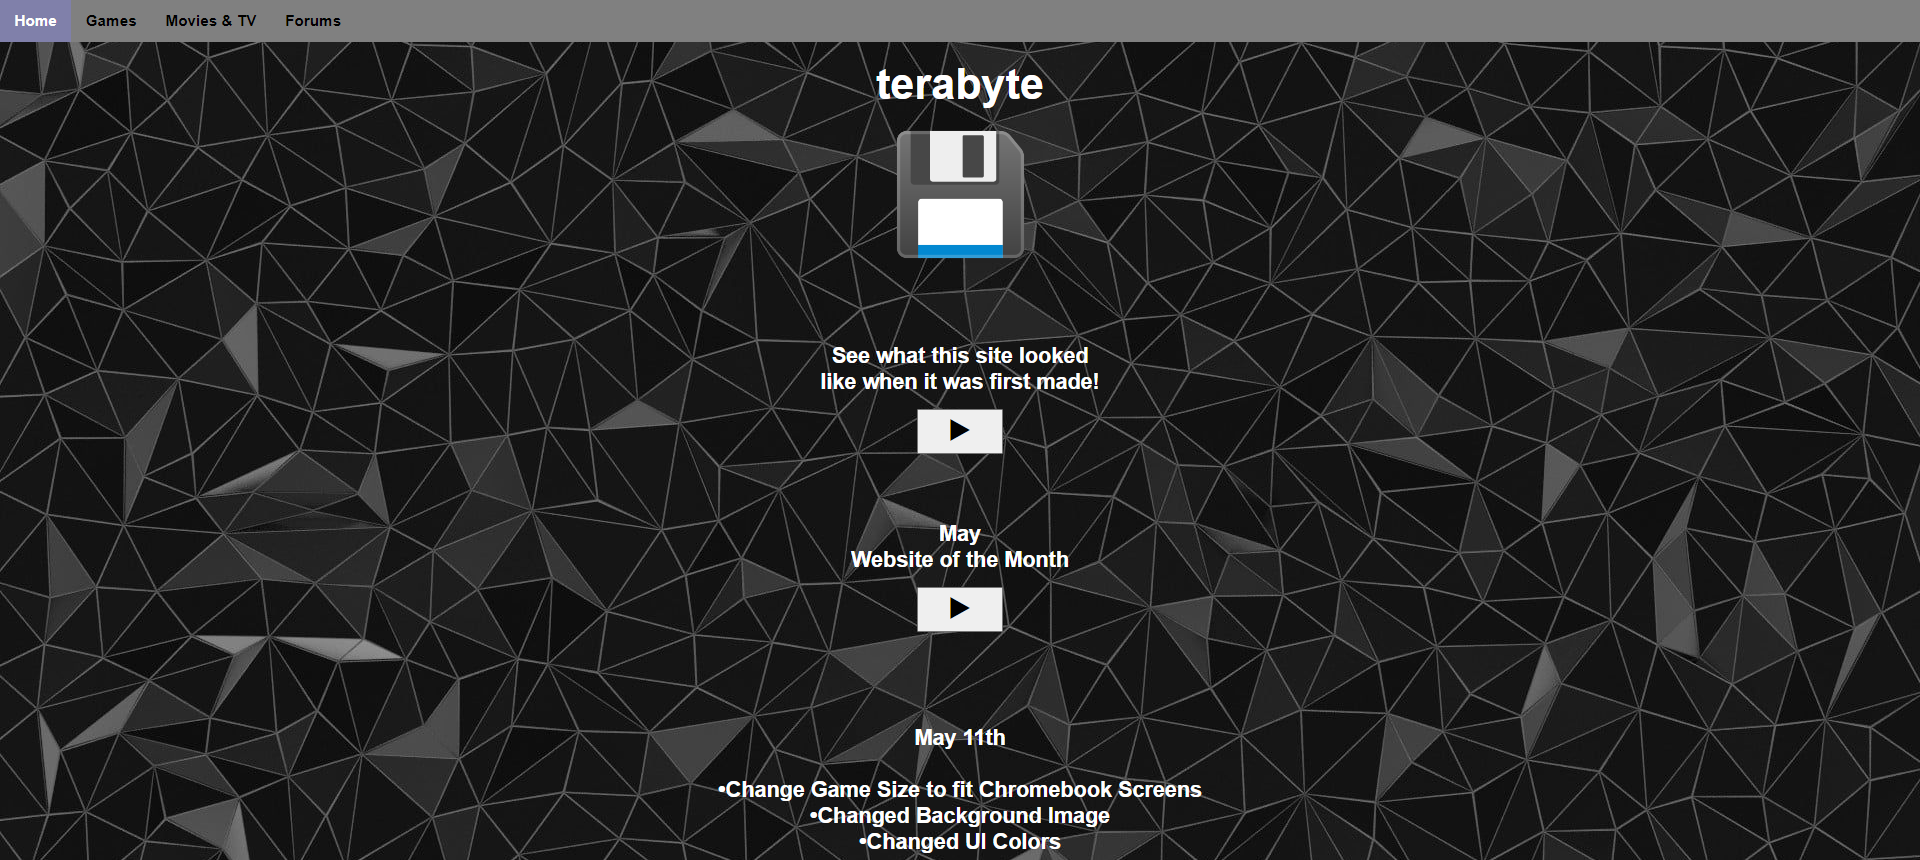 Home Games Movies & TV Forums
terabyte
See what this site looked
like when it was first made!
May
Website of the Month
May 11th
•Change Game Size to fit Chromebook Screens
•Changed Background Image
•Changed UI Colors